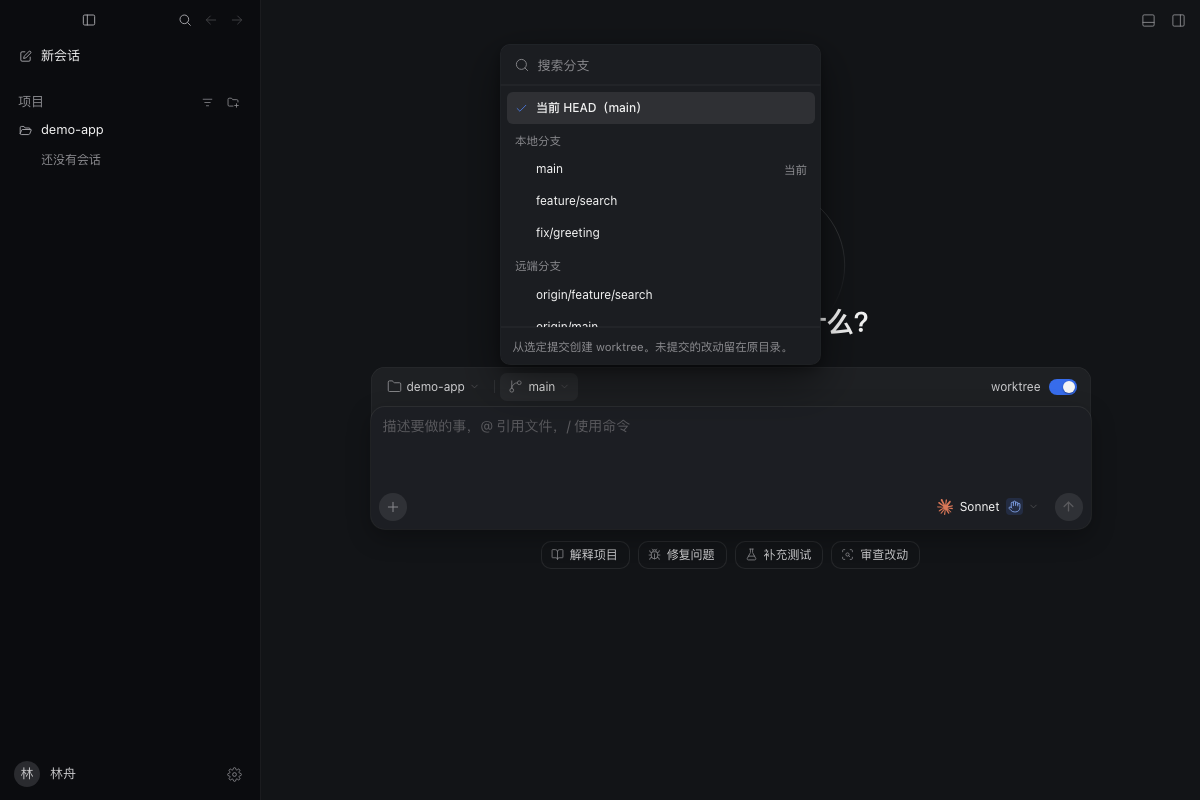 新会话
项目
demo-app
还没有会话
搜索分支
当前 HEAD（main）
本地分支
main 当前
feature/search
fix/greeting
远端分支
origin/feature/search
origin/main
从选定提交创建 worktree。未提交的改动留在原目录。
么?
demo-app main worktree
描述要做的事，@ 引用文件，/ 使用命令
Sonnet
解释项目 修复问题 补充测试 审查改动
林 林舟